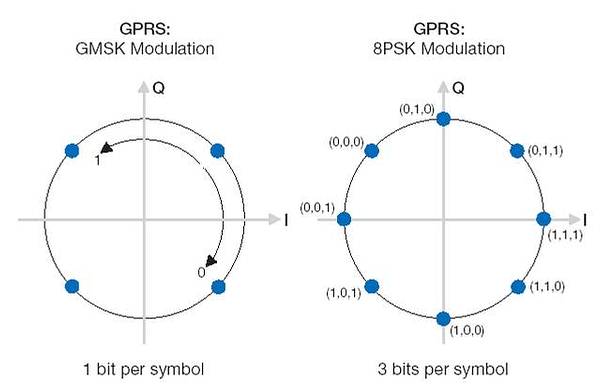 GPRS:
GMSK Modulation
Q
I
1
0
1 bit per symbol
GPRS:
8PSK Modulation
Q
(0,1,0)
(0,0,0)
(0,1,1)
(0,0,1)
I
(1,1,1)
(1,0,1)
(1,1,0)
(1,0,0)
3 bits per symbol